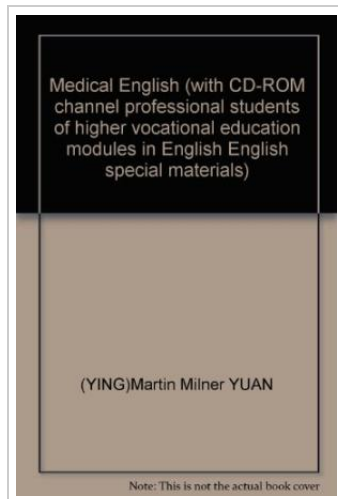 Medical English (with CD-ROM
channel professional students
of higher vocational education
modules in English English
special materials)
(YING)Martin Milner YUAN
Note: This is not the actual book cover